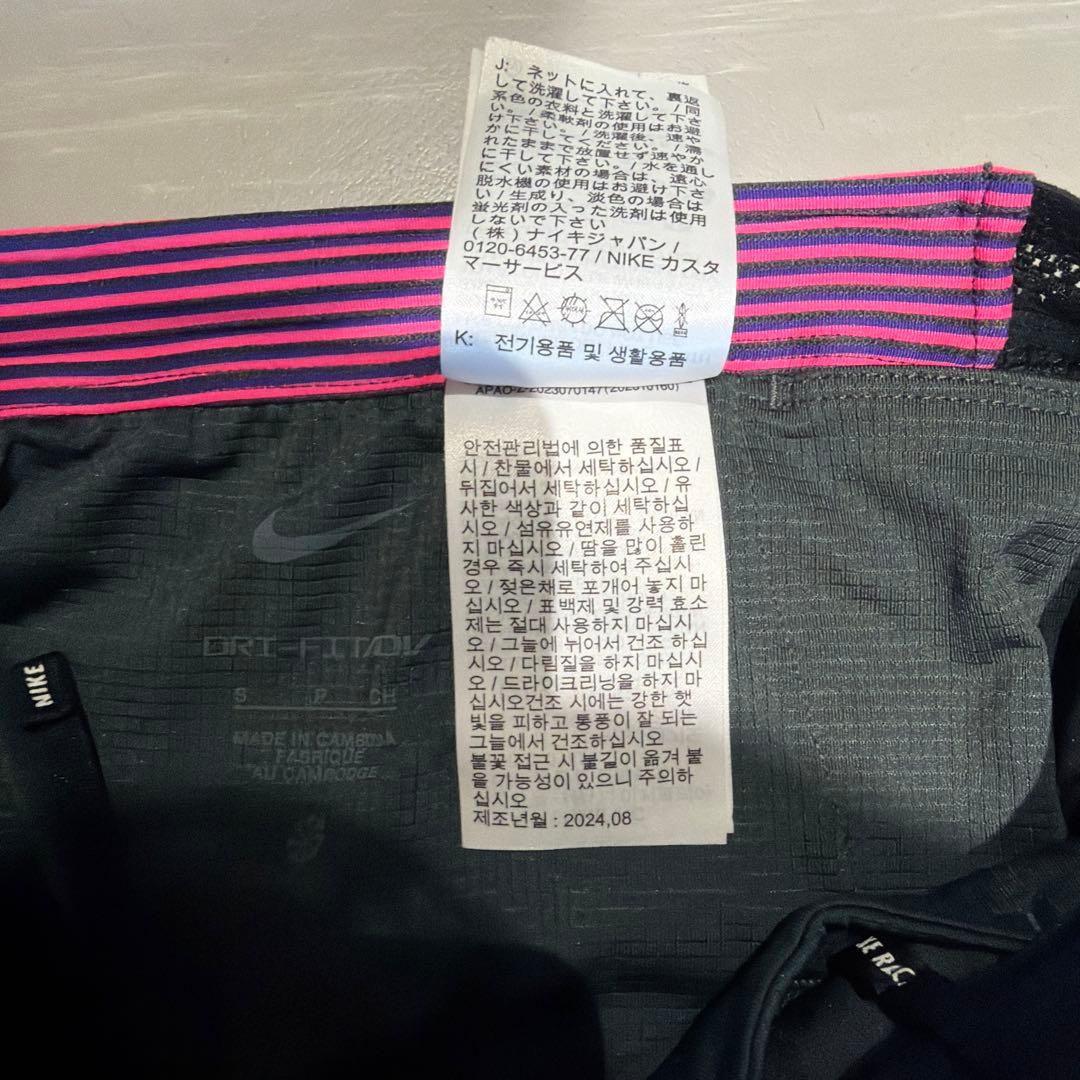 J: ネットに入れて、裏返
して洗濯して下さい。/同
系色の衣料と洗濯して下さ
い。/柔軟剤の使用はお避
け下さい。/洗濯後、速や
かに干してください。/濡
れたままで放置せず速やか
に干して下さい。/水を通し
にくい素材の場合は、遠心
脱水機の使用はお避け下さ
い/生成り、淡色の場合は
蛍光剤の入った洗剤は使用
しないで下さい
(株)ナイキジャパン/
0120-6453-77 / NIKE カスタ
マーサービス
K: 전기용품 및 생활용품
APAO-Z-2023070147(202310160)
안전관리법에 의한 품질표
시 / 찬물에서 세탁하십시오 /
뒤집어서 세탁하십시오 / 유
사한 색상과 같이 세탁하십
시오 / 섬유유연제를 사용하
지 마십시오 / 땀을 많이 흘린
경우 즉시 세탁하여 주십시
오 / 젖은채로 포개어 놓지 마
십시오 / 표백제 및 강력 효소
제는 절대 사용하지 마십시
오 / 그늘에 뉘어서 건조 하십
시오 / 다림질을 하지 마십시
오 / 드라이크리닝을 하지 마
십시오건조 시에는 강한 햇
빛을 피하고 통풍이 잘 되는
그늘에서 건조하십시오
불꽃 접근 시 불길이 옮겨 붙
을 가능성이 있으니 주의하
십시오
제조년월 : 2024,08
DRI-FIT ADV
S P CH
MADE IN CAMBODIA
FABRIQUE
AU CAMBODGE
NIKE